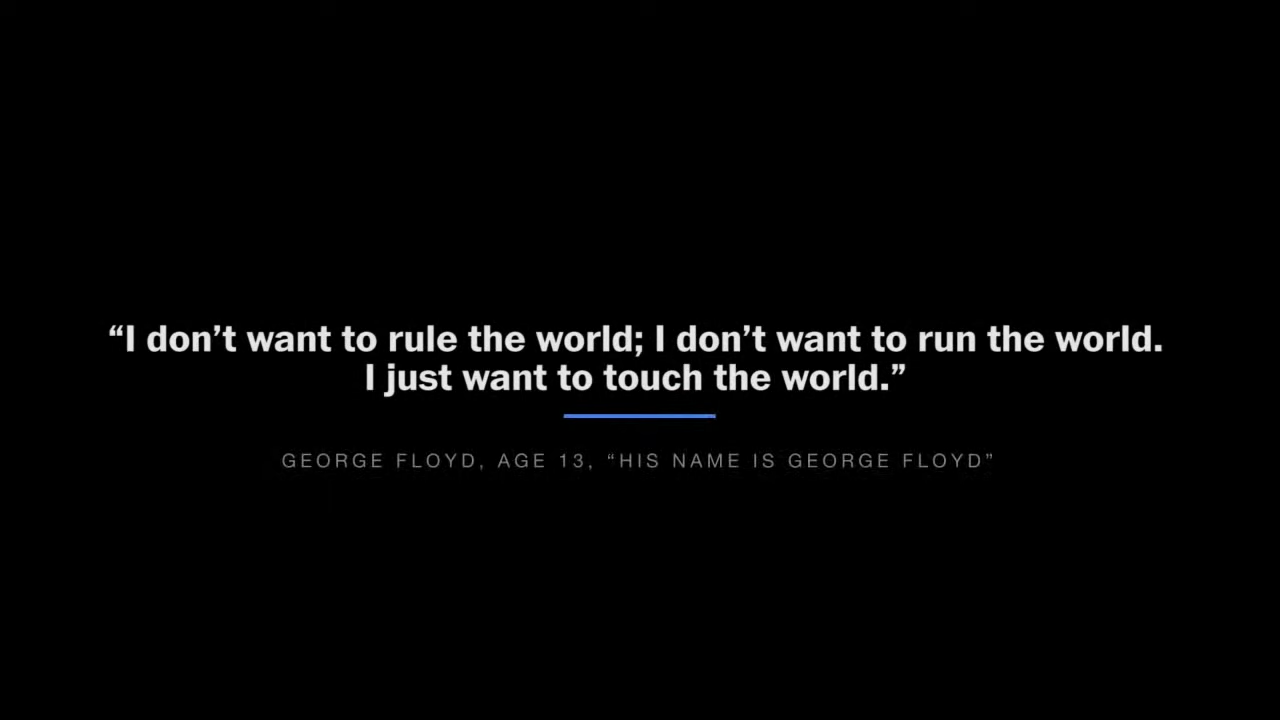 “I don’t want to rule the world; I don’t want to run the world.
I just want to touch the world.”
GEORGE FLOYD, AGE 13, “HIS NAME IS GEORGE FLOYD”